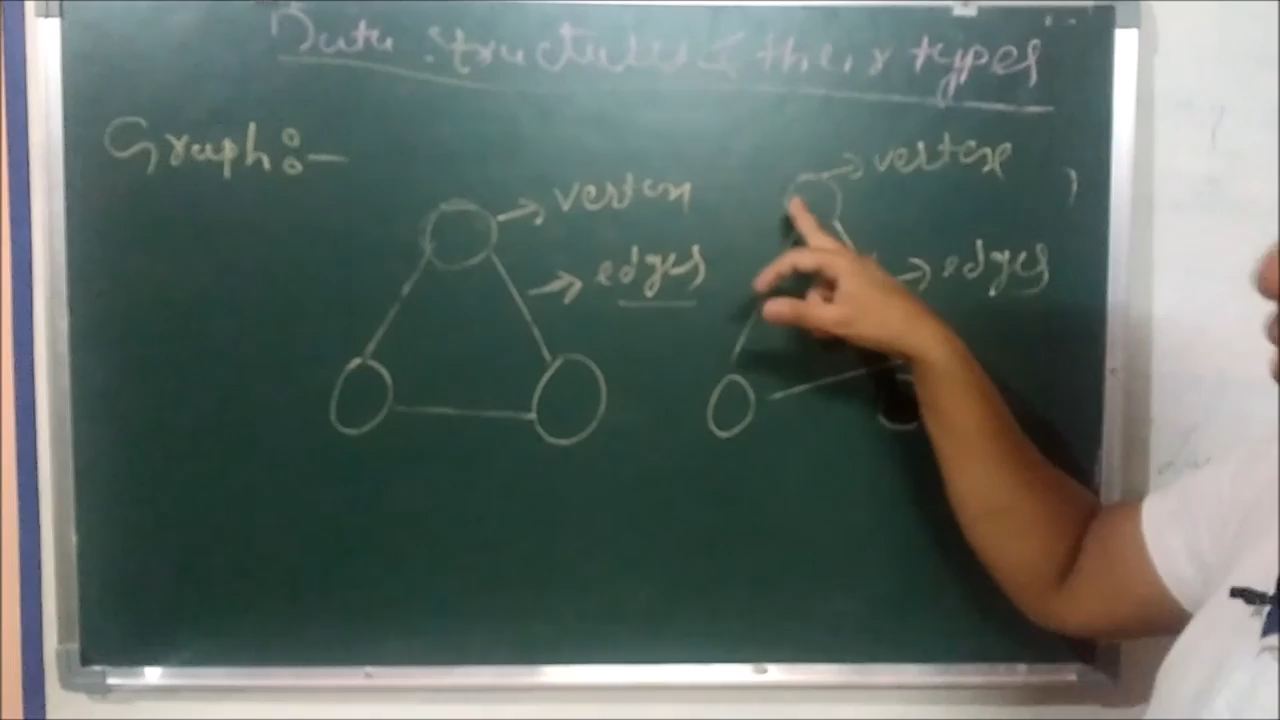 Data structures & their types
Graph:-
vertex
edges
vertex
edges